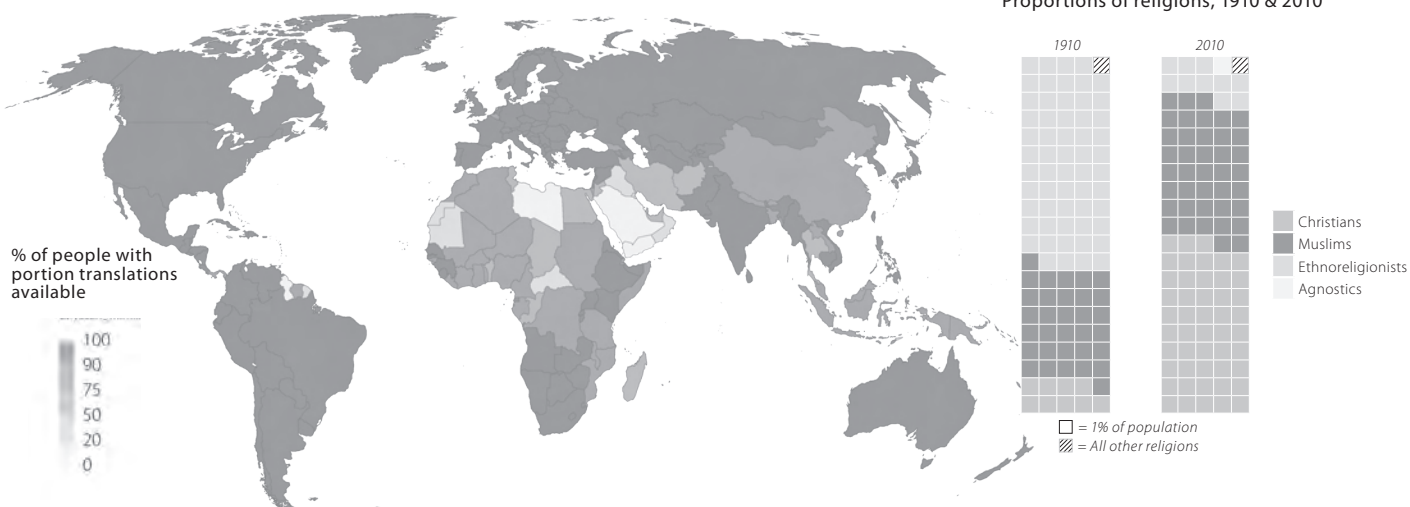 Proportions of religions, 1910 & 2010
1910
2010
Christians
Muslims
Ethnoreligionists
Agnostics
= 1% of population
= All other religions
% of people with
portion translations
available
100
90
75
50
20
0